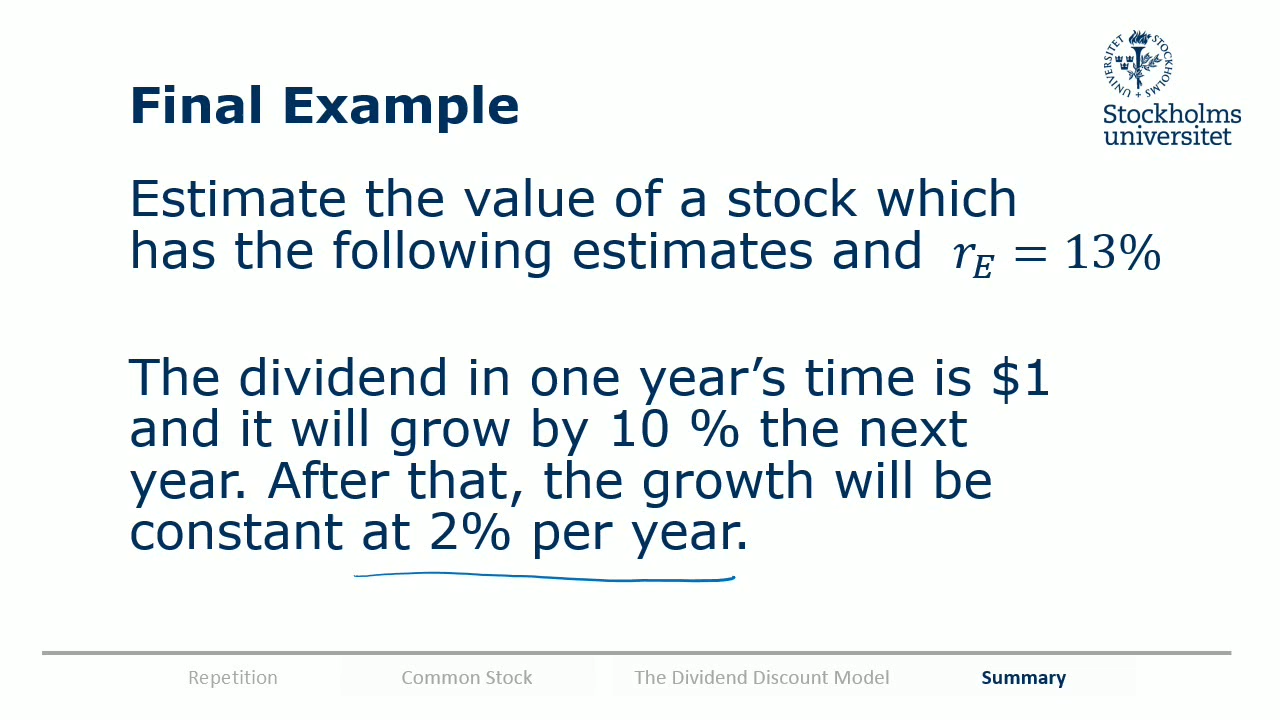 Final Example
UNIVERSITET
STOCKHOLMS
Stockholms
universitet
Estimate the value of a stock which
has the following estimates and r_E = 13%
The dividend in one year’s time is $1
and it will grow by 10 % the next
year. After that, the growth will be
constant at 2% per year.
Repetition
Common Stock
The Dividend Discount Model
Summary